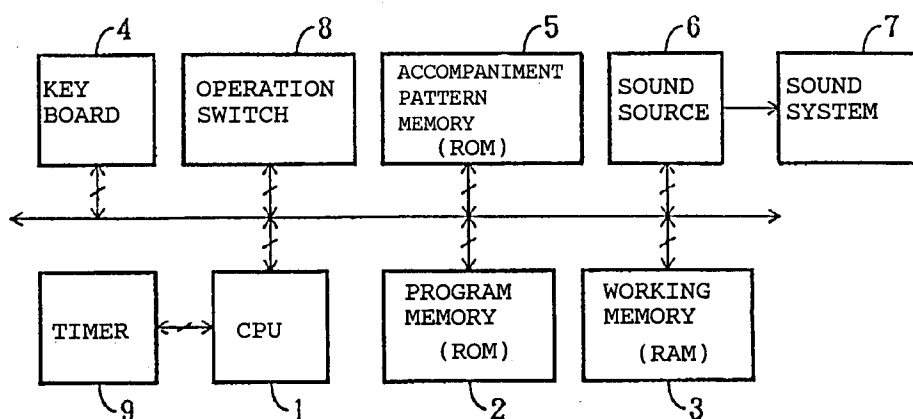 4
8
5
6
7
KEY
BOARD
OPERATION
SWITCH
ACCOMPANIMENT
PATTERN
MEMORY
(ROM)
SOUND
SOURCE
SOUND
SYSTEM
TIMER
CPU
PROGRAM
MEMORY
(ROM)
WORKING
MEMORY
(RAM)
9
1
2
3